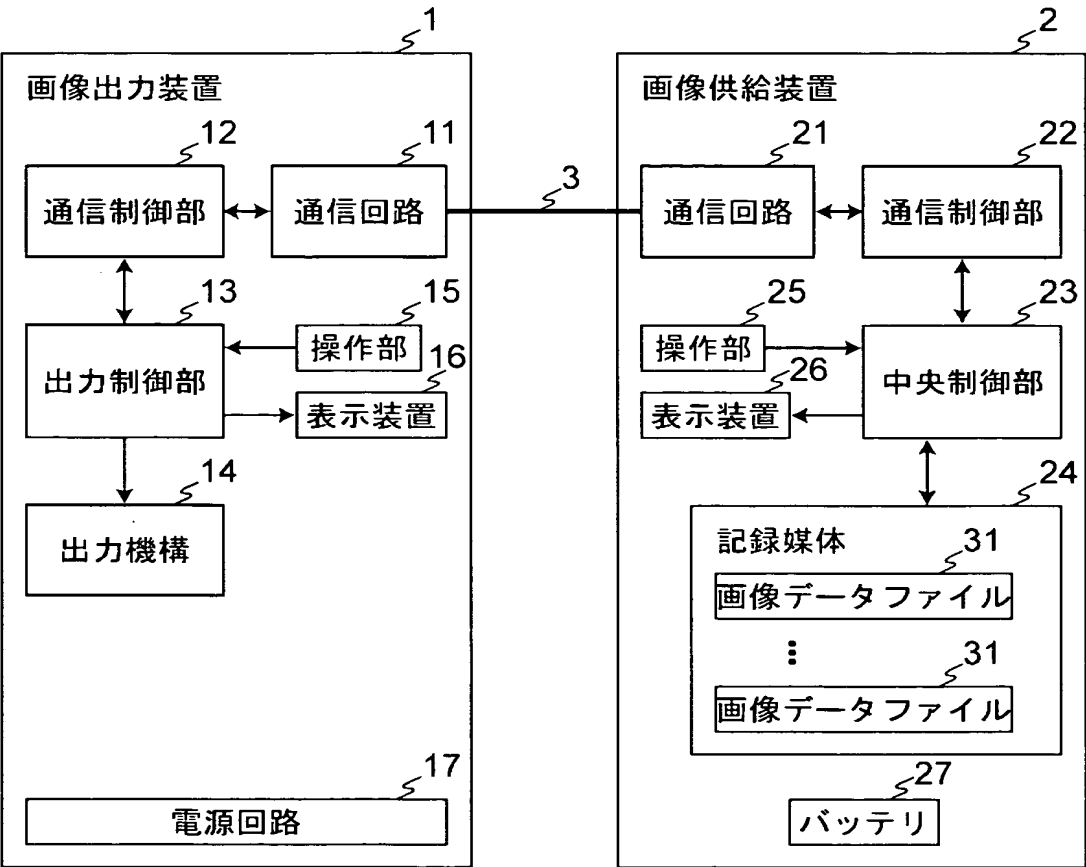 1
画像出力装置
12
11
通信制御部
通信回路
3
13
15
出力制御部
操作部
16
表示装置
14
出力機構
17
電源回路
2
画像供給装置
21
22
通信回路
通信制御部
25
23
操作部
中央制御部
26
表示装置
24
記録媒体
31
画像データファイル
⋮
31
画像データファイル
27
バッテリ